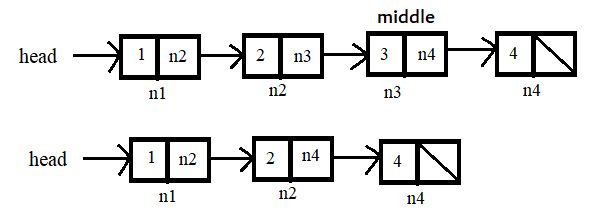 middle
head 1 n2 2 n3 3 n4 4
n1 n2 n3 n4
head 1 n2 2 n4 4
n1 n2 n4